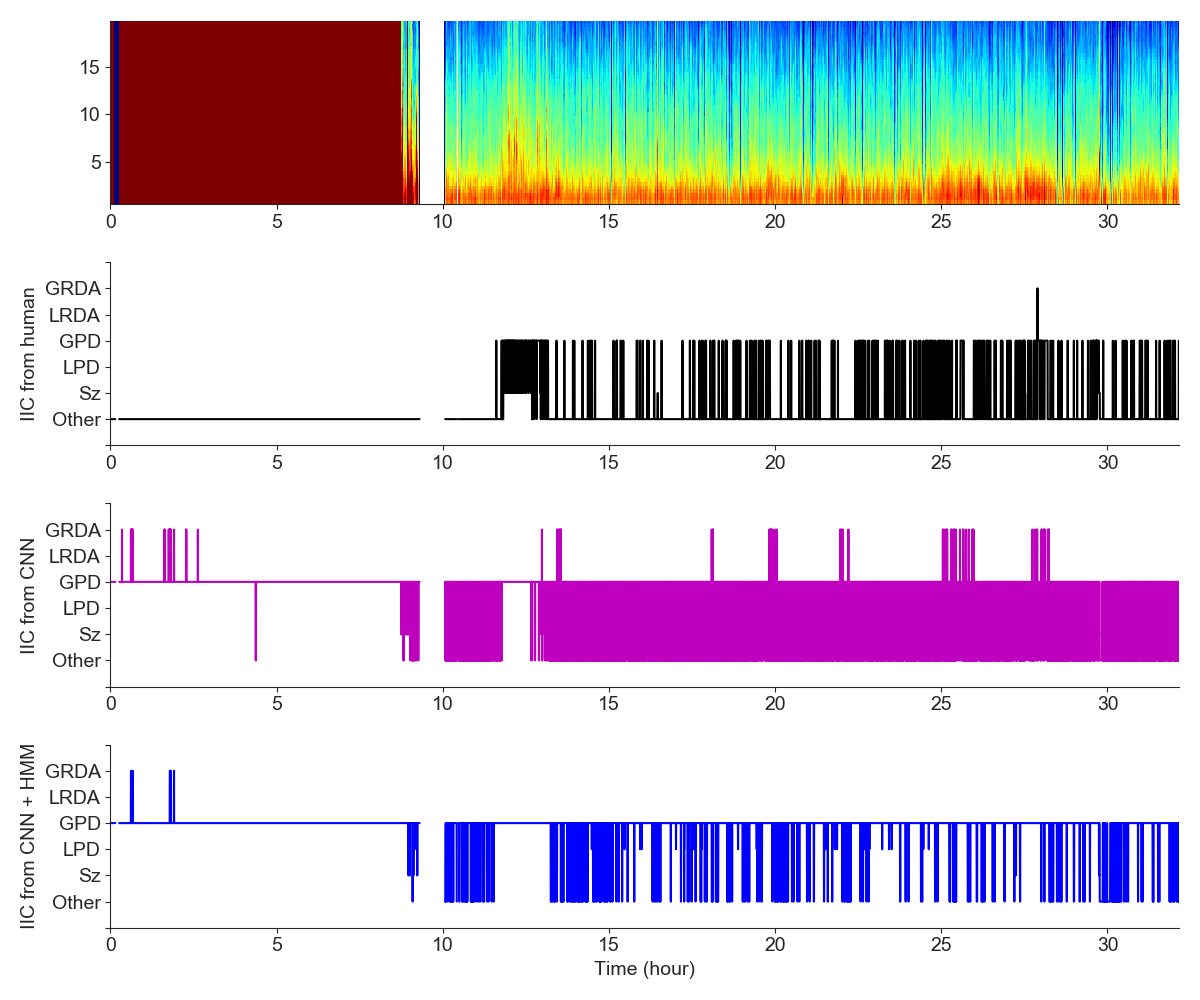 15
10
5
0 5 10 15 20 25 30
IIC from human
GRDA
LRDA
GPD
LPD
Sz
Other
0 5 10 15 20 25 30
IIC from CNN
GRDA
LRDA
GPD
LPD
Sz
Other
0 5 10 15 20 25 30
IIC from CNN + HMM
GRDA
LRDA
GPD
LPD
Sz
Other
0 5 10 15 20 25 30
Time (hour)